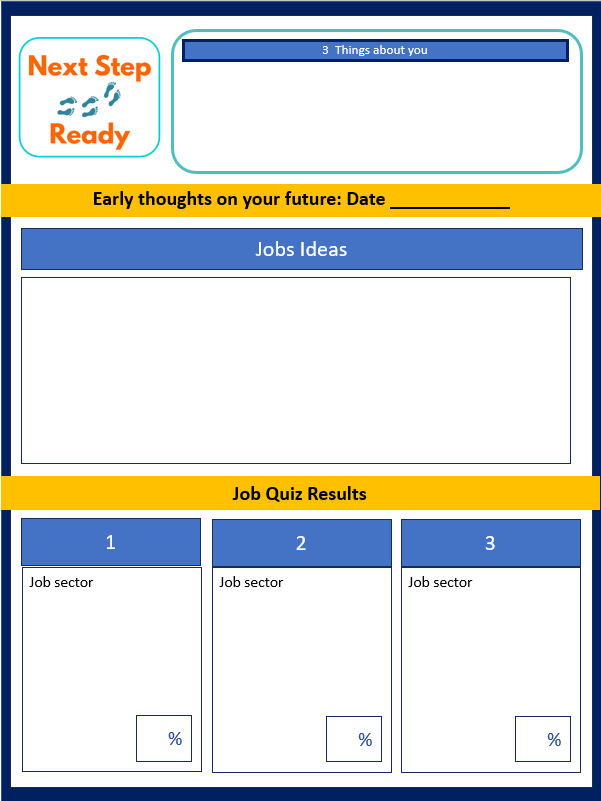 Next Step
Ready
3 Things about you
Early thoughts on your future: Date ____________
Jobs Ideas
Job Quiz Results
1
2
3
Job sector
Job sector
Job sector
%
%
%